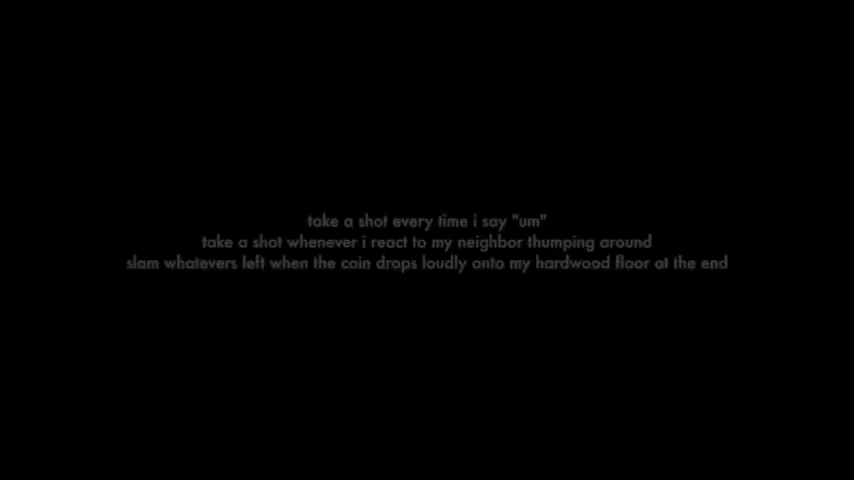 take a shot every time i say "um"
take a shot whenever i react to my neighbor thumping around
slam whatevers left when the coin drops loudly onto my hardwood floor at the end